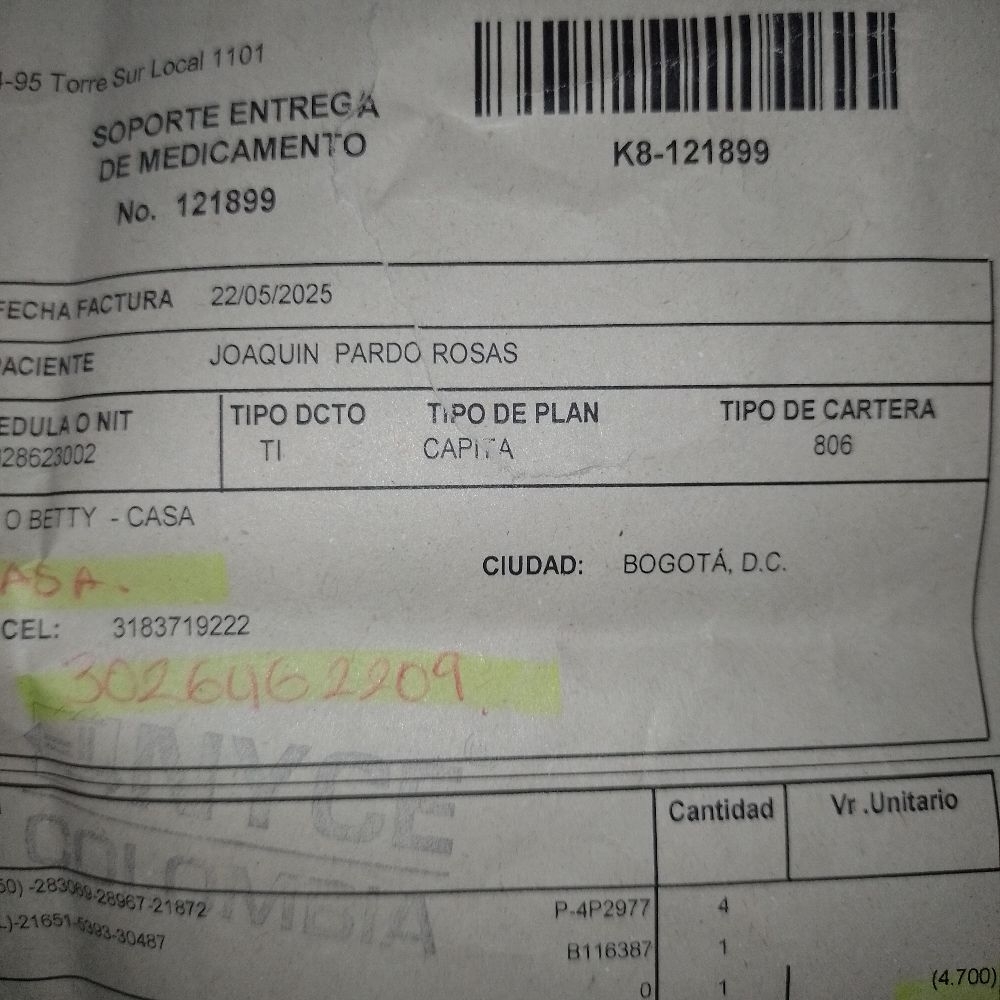 -95 Torre Sur Local 1101
SOPORTE ENTREGA
DE MEDICAMENTO
No. 121899
K8-121899
FECHA FACTURA 22/05/2025
PACIENTE JOAQUIN PARDO ROSAS
EDULA O NIT TIPO DCTO TIPO DE PLAN TIPO DE CARTERA
28623002 TI CAPITA 806
O BETTY - CASA
ASA.
CIUDAD: BOGOTÁ, D.C.
CEL: 3183719222
3026462209
UNYCE
COLOMBIA
Cantidad Vr .Unitario
50) -283069-28967-21872 P-4P2977 4
L)-21651-5393-30487 B116387 1
0 1
(4.700)